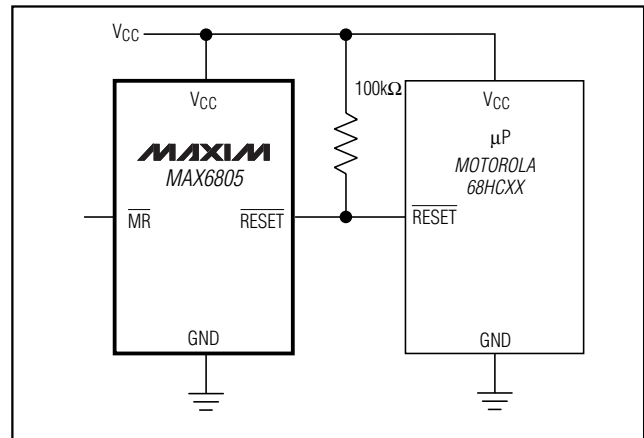 VCC
100kΩ
VCC
MAXIM
MAX6805
MR
RESET
GND
VCC
µP
MOTOROLA
68HCXX
RESET
GND